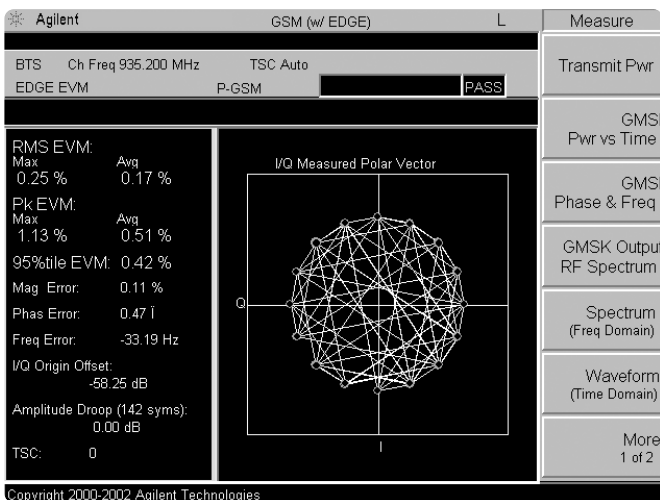 Agilent GSM (w/ EDGE) L Measure
BTS Ch Freq 935.200 MHz TSC Auto
EDGE EVM P-GSM PASS
RMS EVM:
Max Avg
0.25 % 0.17 %
Pk EVM:
Max Avg
1.13 % 0.51 %
95%tile EVM: 0.42 %
Mag Error: 0.11 %
Phas Error: 0.47 Ï
Freq Error: -33.19 Hz
I/Q Origin Offset:
-58.25 dB
Amplitude Droop (142 syms):
0.00 dB
TSC: 0
I/Q Measured Polar Vector
Q
I
Transmit Pwr
GMSK
Pwr vs Time
GMSK
Phase & Freq
GMSK Output
RF Spectrum
Spectrum
(Freq Domain)
Waveform
(Time Domain)
More
1 of 2
Copyright 2000-2002 Agilent Technologies